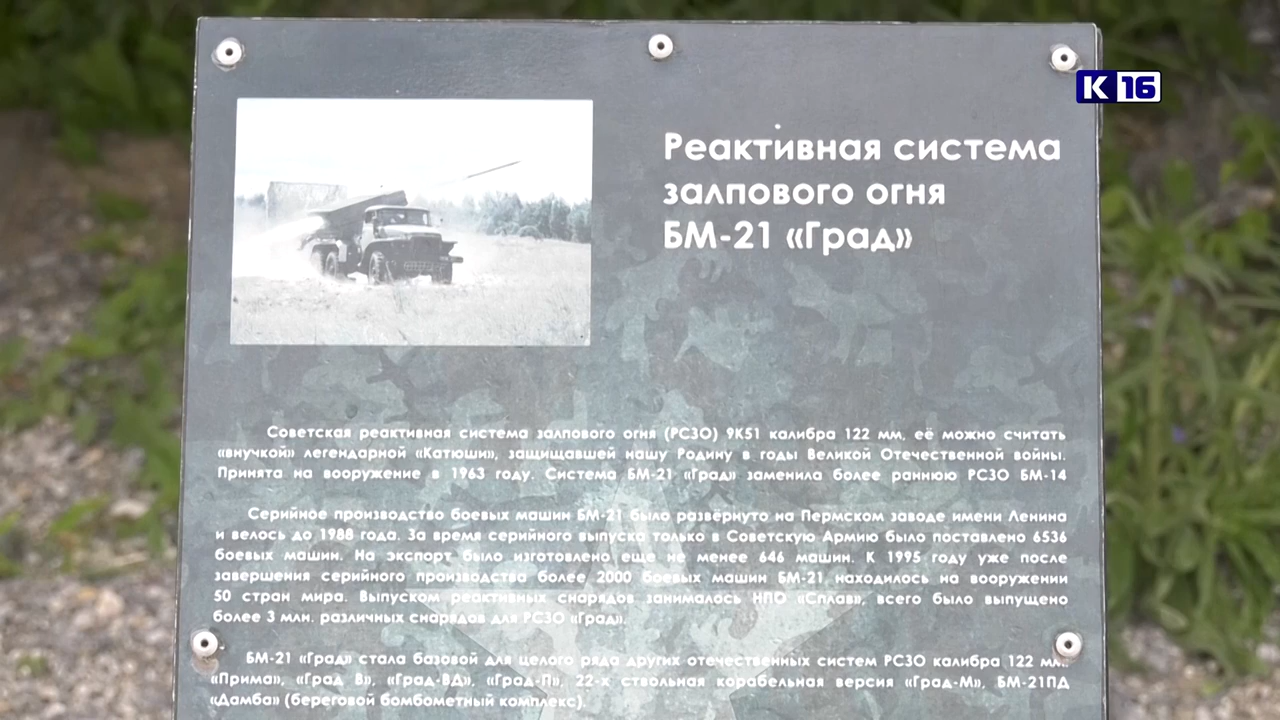 К 16
Реактивная система
залпового огня
БМ-21 «Град»
Советская реактивная система залпового огня (РСЗО) 9К51 калибра 122 мм, её можно считать
«внучкой» легендарной «Катюши», защищавшей нашу Родину в годы Великой Отечественной войны.
Принята на вооружение в 1963 году. Система БМ-21 «Град» заменила более раннюю РСЗО БМ-14
Серийное производство боевых машин БМ-21 было развёрнуто на Пермском заводе имени Ленина
и велось до 1988 года. За время серийного выпуска только в Советскую Армию было поставлено 6536
боевых машин. На экспорт было изготовлено еще не менее 646 машин. К 1995 году уже после
завершения серийного производства более 2000 боевых машин БМ-21 находилось на вооружении
50 стран мира. Выпуском реактивных снарядов занималось НПО «Сплав», всего было выпущено
более 3 млн. различных снарядов для РСЗО «Град».
БМ-21 «Град» стала базовой для целого ряда других отечественных систем РСЗО калибра 122 мм:
«Прима», «Град В», «Град-ВД», «Град-П», 22-х ствольная корабельная версия «Град-М», БМ-21ПД
«Дамба» (береговой бомбометный комплекс).